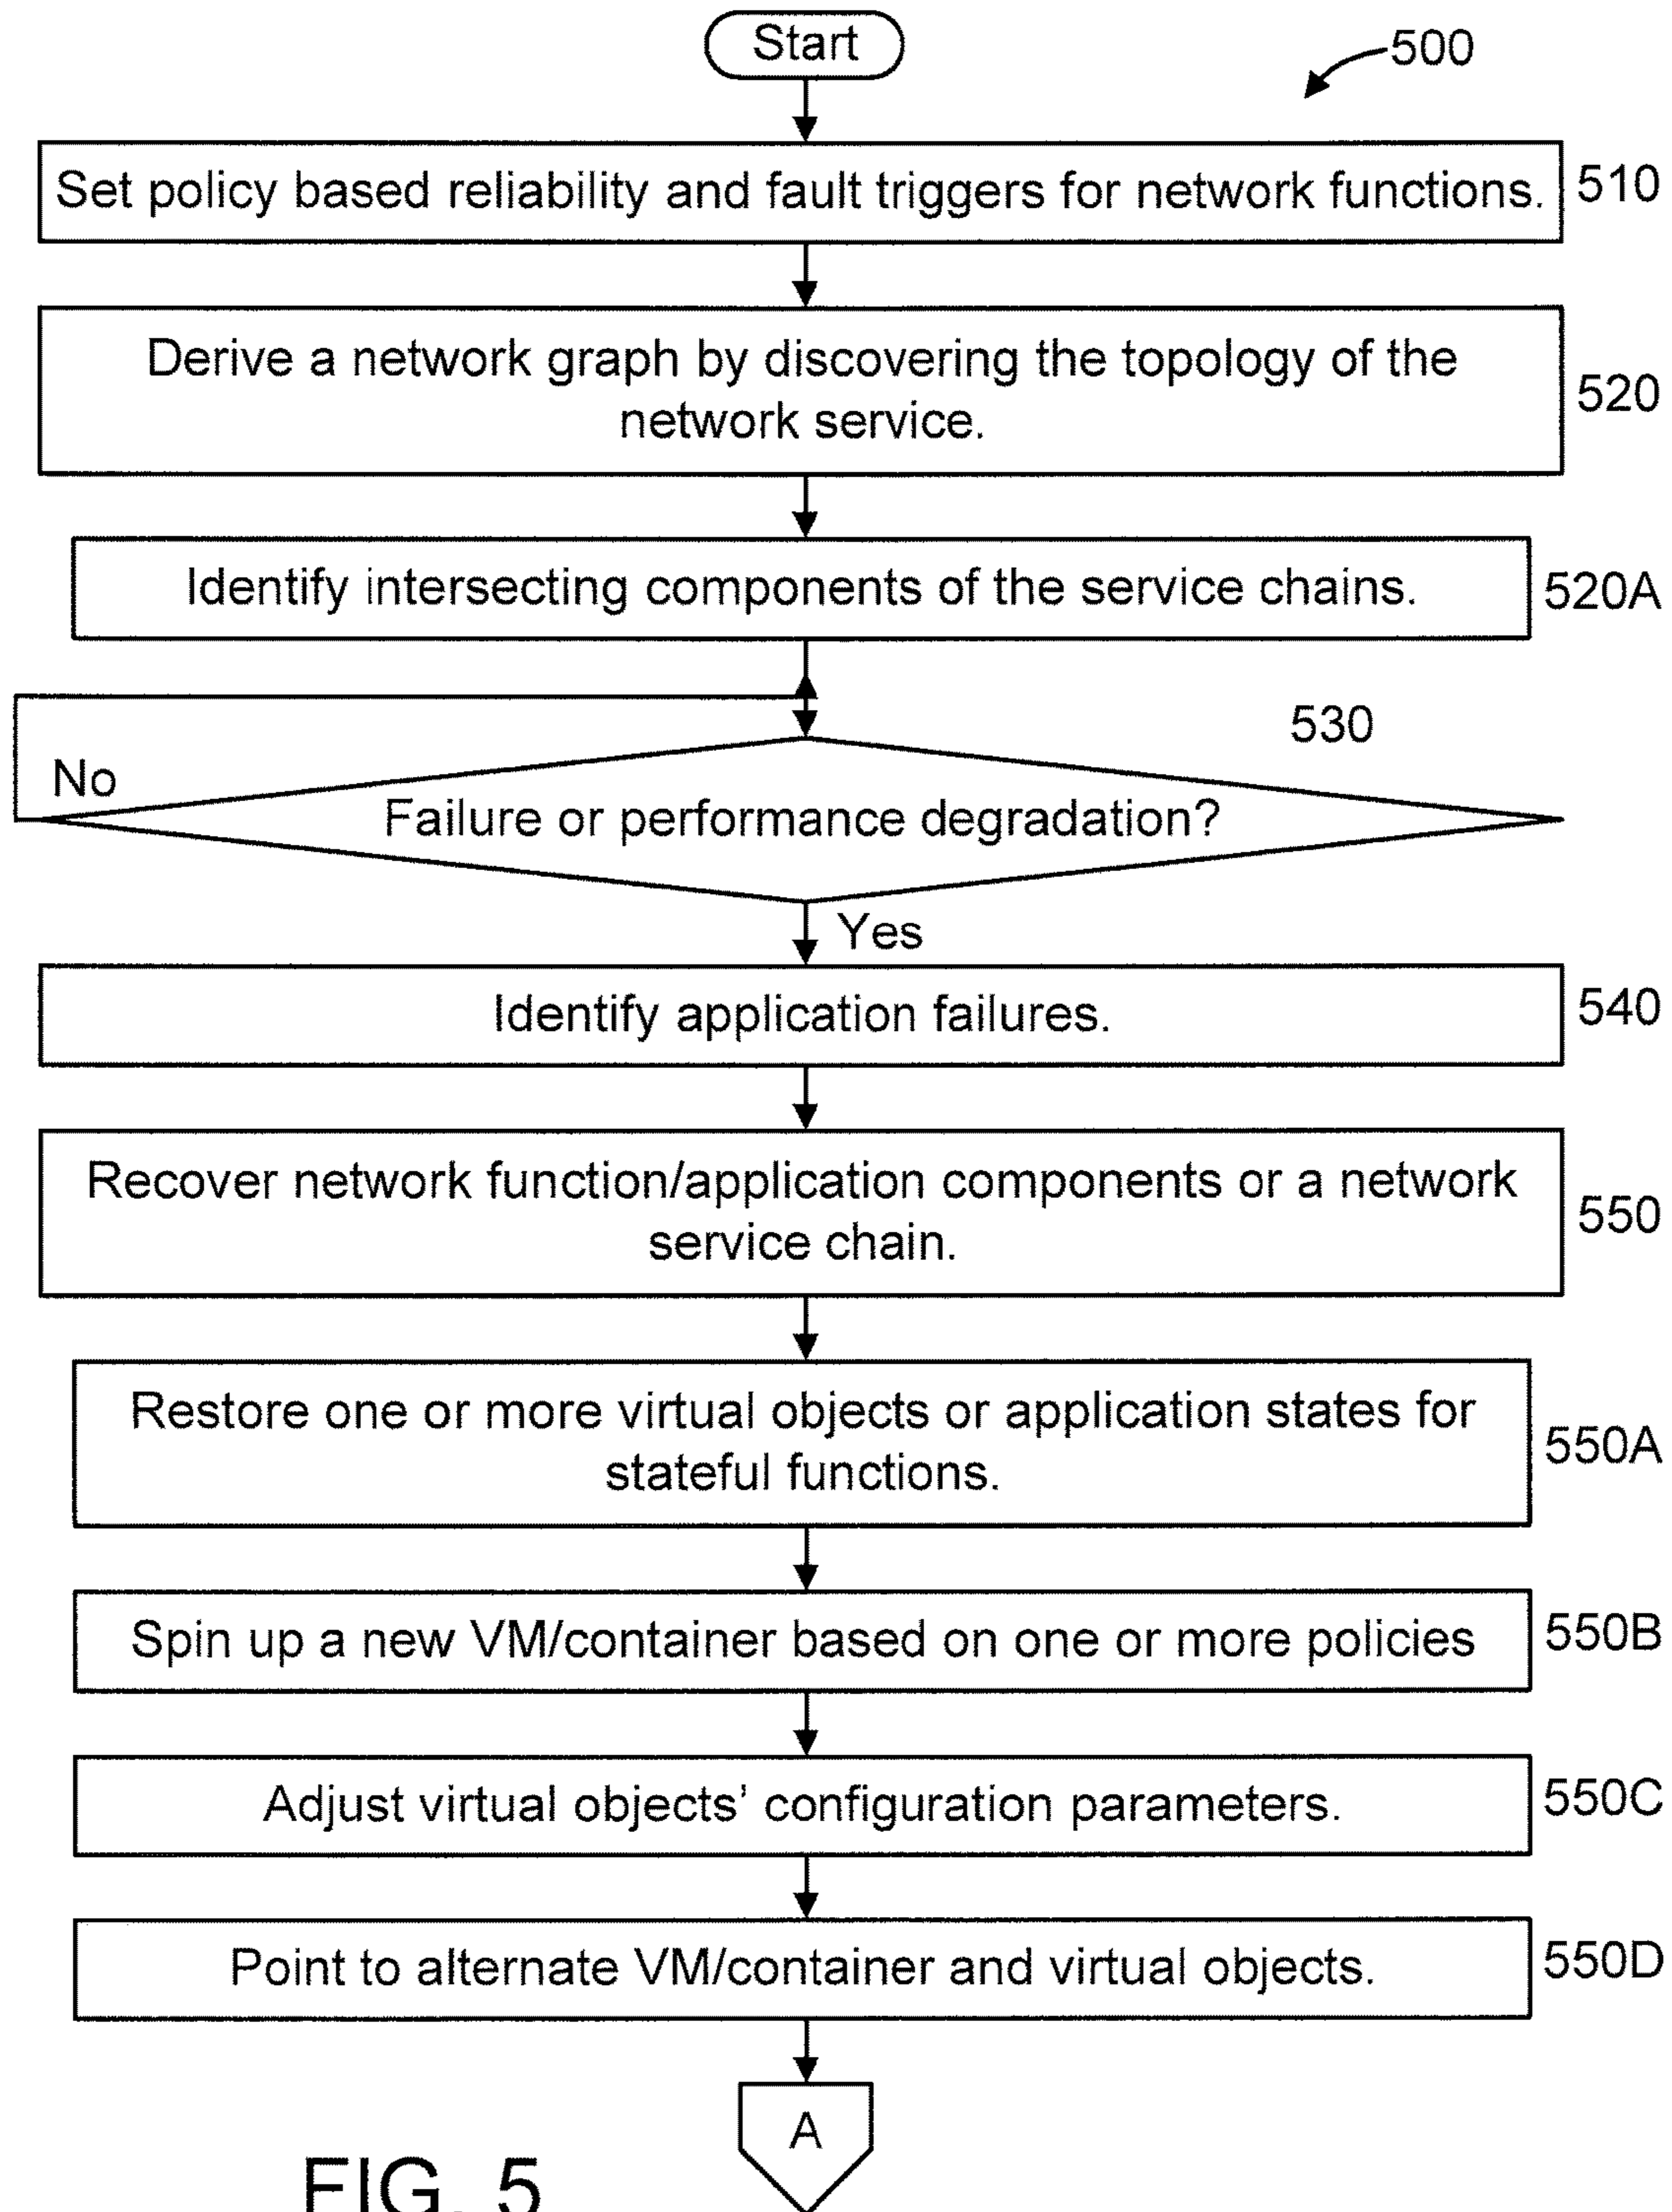 Start
500
Set policy based reliability and fault triggers for network functions.
510
Derive a network graph by discovering the topology of the
network service.
520
Identify intersecting components of the service chains.
520A
530
No
Failure or performance degradation?
Yes
Identify application failures.
540
Recover network function/application components or a network
service chain.
550
Restore one or more virtual objects or application states for
stateful functions.
550A
Spin up a new VM/container based on one or more policies
550B
Adjust virtual objects’ configuration parameters.
550C
Point to alternate VM/container and virtual objects.
550D
A
FIG. 5